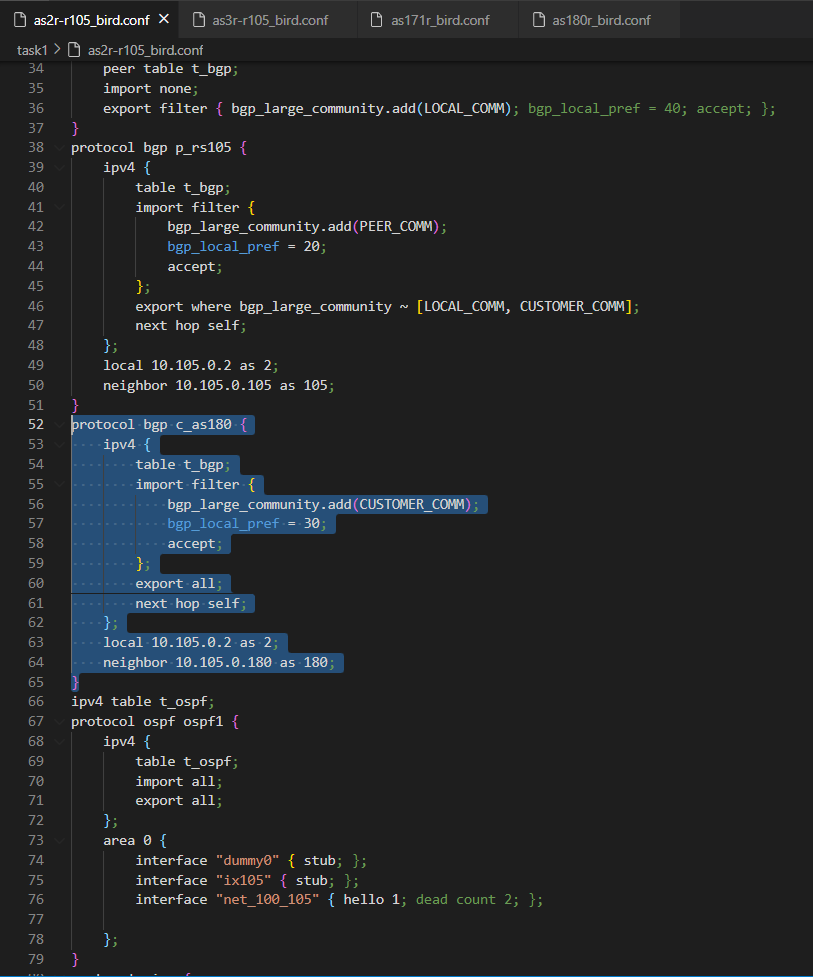 as2r-r105_bird.conf as3r-r105_bird.conf as171r_bird.conf as180r_bird.conf
task1 > as2r-r105_bird.conf
34 peer table t_bgp;
35 import none;
36 export filter { bgp_large_community.add(LOCAL_COMM); bgp_local_pref = 40; accept; };
37 }
38 protocol bgp p_rs105 {
39 ipv4 {
40 table t_bgp;
41 import filter {
42 bgp_large_community.add(PEER_COMM);
43 bgp_local_pref = 20;
44 accept;
45 };
46 export where bgp_large_community ~ [LOCAL_COMM, CUSTOMER_COMM];
47 next hop self;
48 };
49 local 10.105.0.2 as 2;
50 neighbor 10.105.0.105 as 105;
51 }
52 protocol bgp c_as180 {
53 ipv4 {
54 table t_bgp;
55 import filter {
56 bgp_large_community.add(CUSTOMER_COMM);
57 bgp_local_pref = 30;
58 accept;
59 };
60 export all;
61 next hop self;
62 };
63 local 10.105.0.2 as 2;
64 neighbor 10.105.0.180 as 180;
65 }
66 ipv4 table t_ospf;
67 protocol ospf ospf1 {
68 ipv4 {
69 table t_ospf;
70 import all;
71 export all;
72 };
73 area 0 {
74 interface "dummy0" { stub; };
75 interface "ix105" { stub; };
76 interface "net_100_105" { hello 1; dead count 2; };
77
78 };
79 }